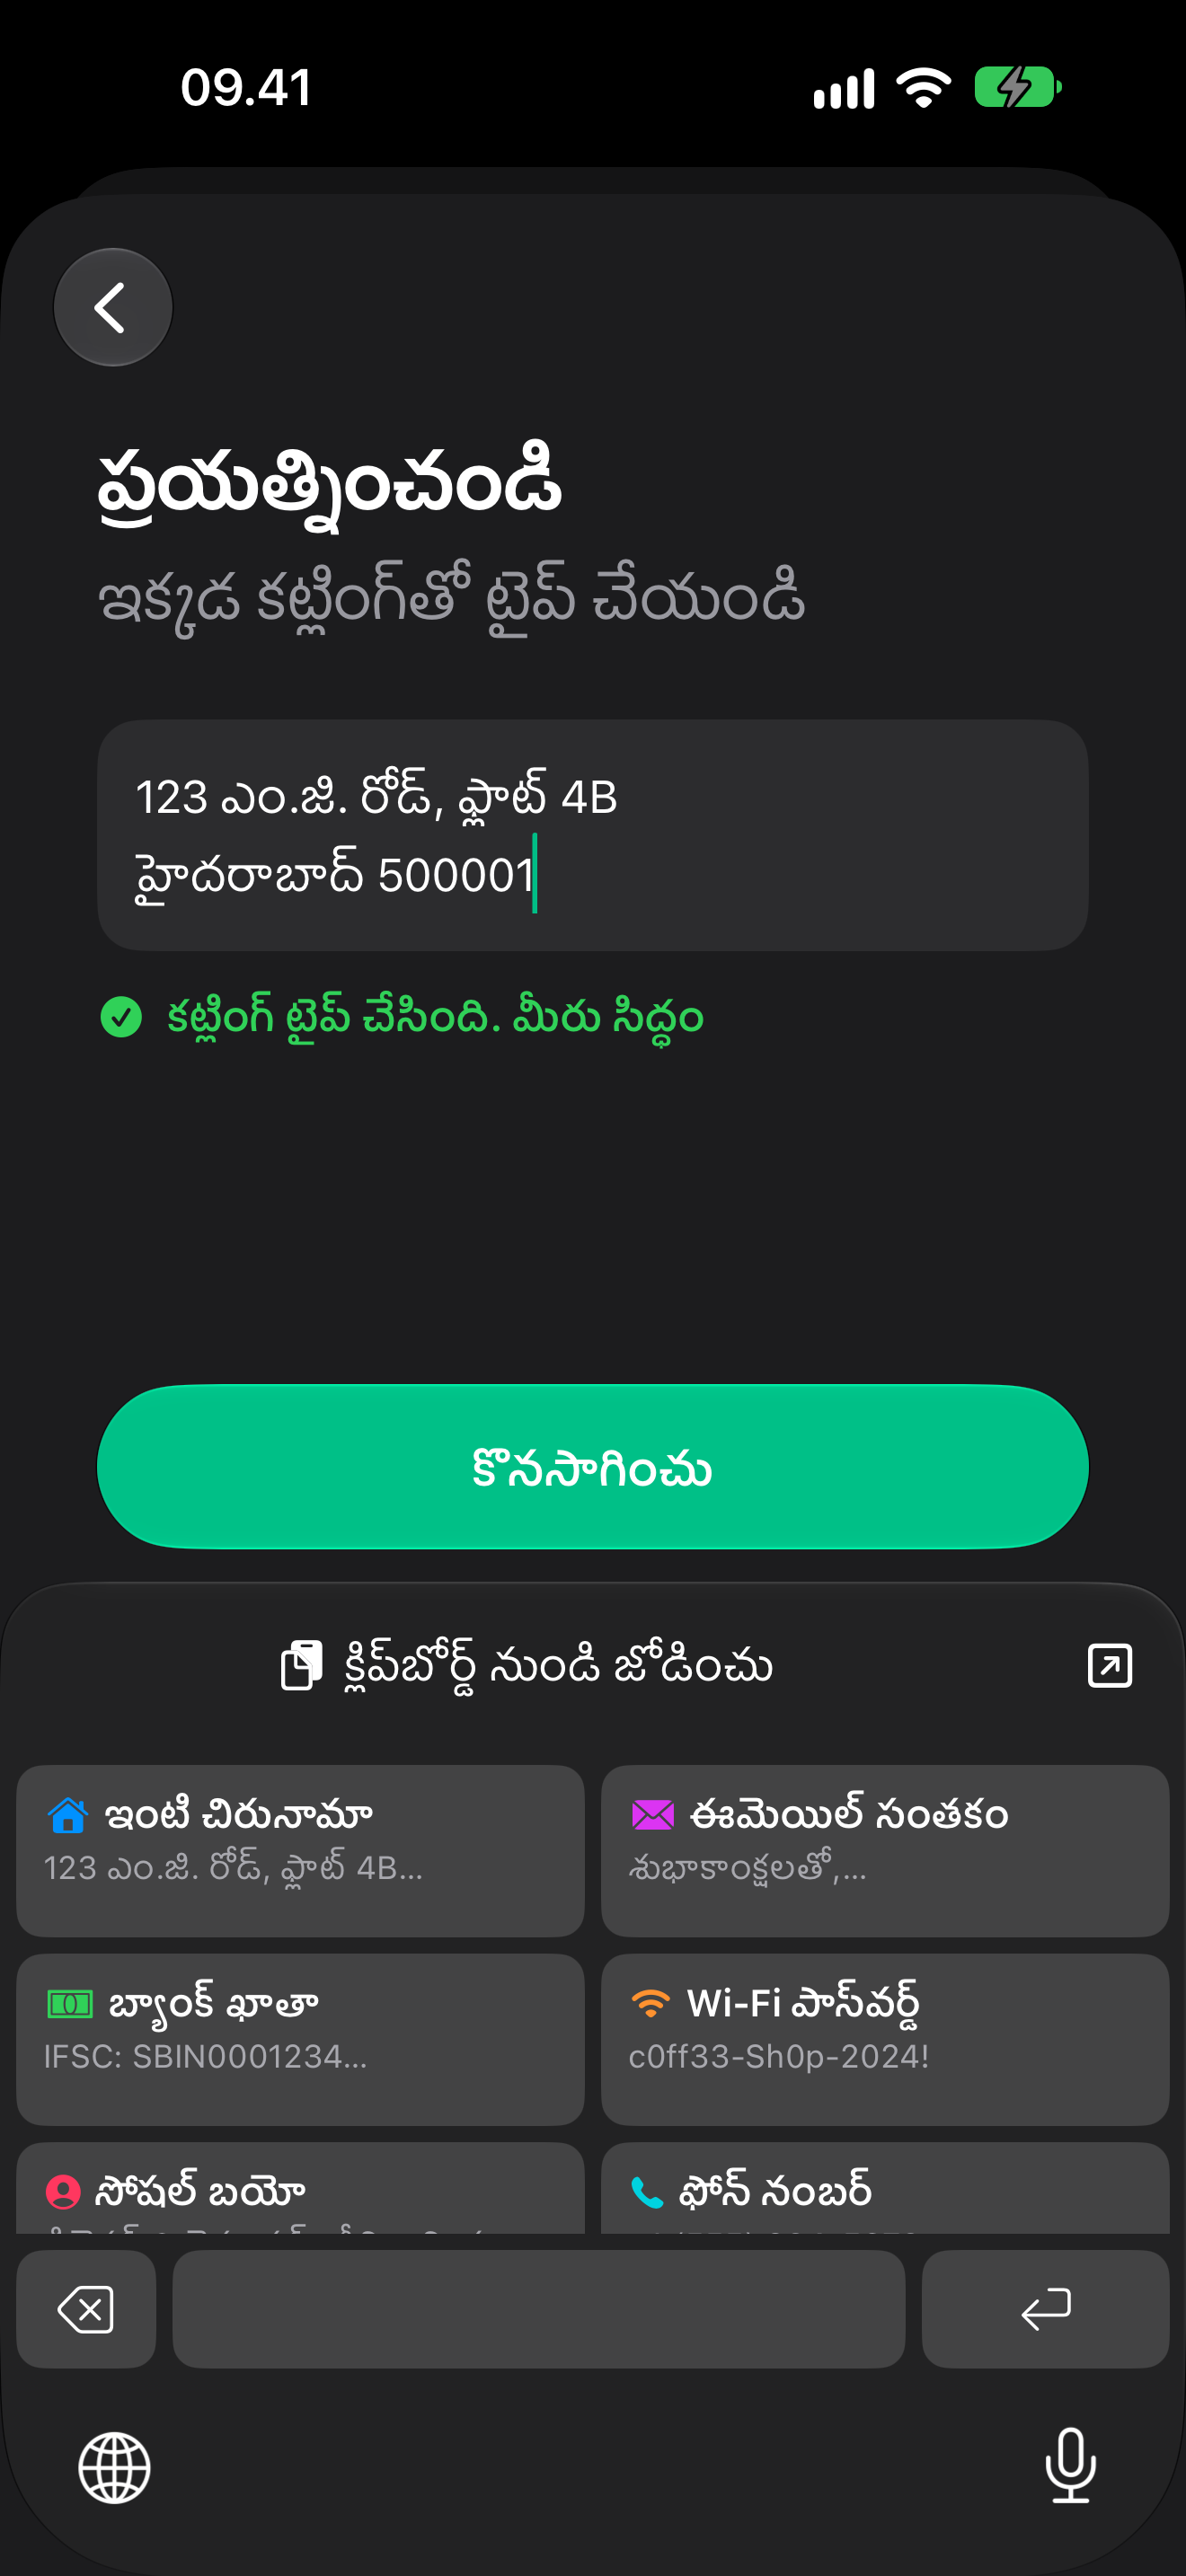 09.41
ప్రయత్నించండి
ఇక్కడ కట్లింగ్‌తో టైప్ చేయండి
123 ఎం.జి. రోడ్, ఫ్లాట్ 4B
హైదరాబాద్ 500001
కట్లింగ్ టైప్ చేసింది. మీరు సిద్ధం
కొనసాగించు
క్లిప్‌బోర్డ్ నుండి జోడించు
ఇంటి చిరునామా
123 ఎం.జి. రోడ్, ఫ్లాట్ 4B...
ఈమెయిల్ సంతకం
శుభాకాంక్షలతో,...
బ్యాంక్ ఖాతా
IFSC: SBIN0001234...
Wi-Fi పాస్‌వర్డ్
c0ff33-Sh0p-2024!
సోషల్ బయో
ఫోన్ నంబర్